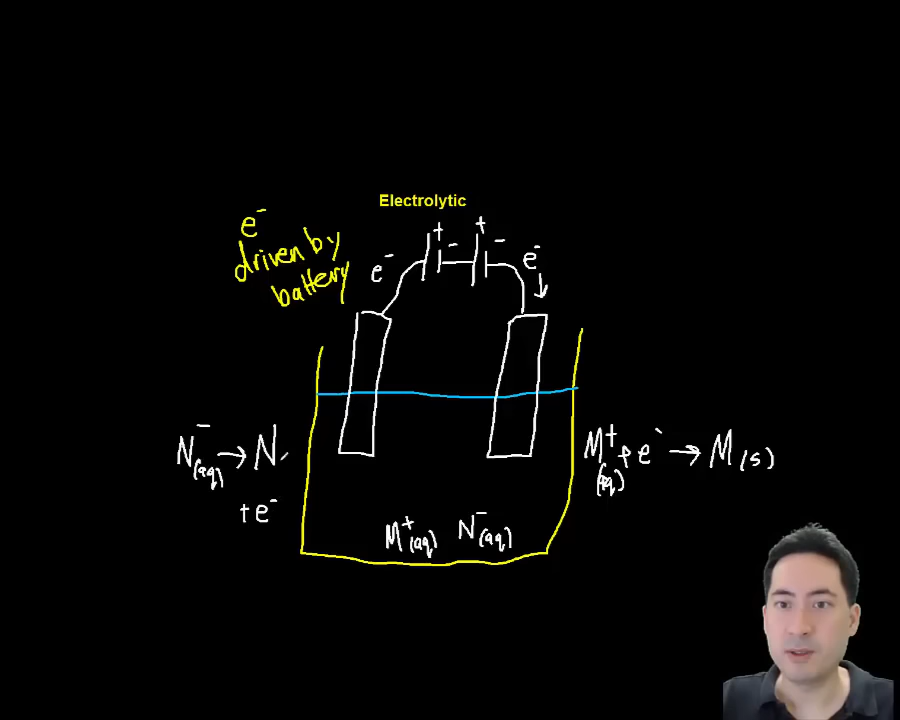 Electrolytic
e⁻
driven by
battery
+ − + −
e⁻
e⁻
N⁻(aq) → N
+ e⁻
M⁺(aq) + e⁻ → M(s)
M⁺(aq) N⁻(aq)